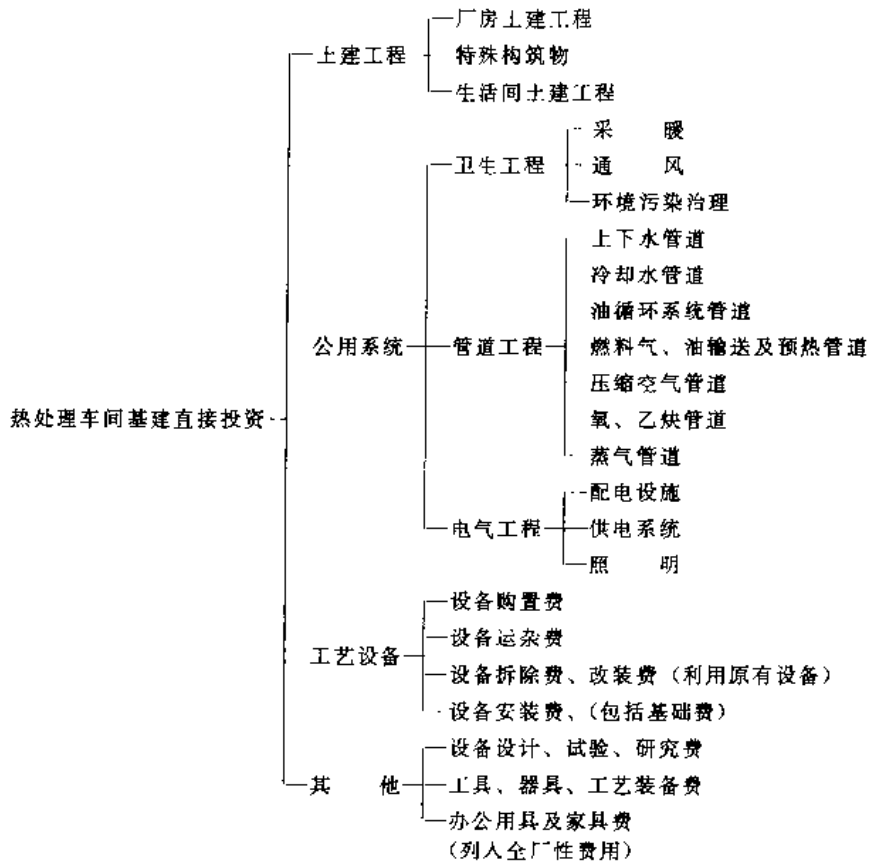 厂房土建工程
土建工程
特殊构筑物
生活间土建工程
采 暖
卫生工程
通 风
环境污染治理
上下水管道
冷却水管道
油循环系统管道
公用系统
管道工程
燃料气、油输送及预热管道
压缩空气管道
热处理车间基建直接投资
氧、乙炔管道
蒸气管道
配电设施
电气工程
供电系统
照 明
设备购置费
设备运杂费
工艺设备
设备拆除费、改装费（利用原有设备）
设备安装费、（包括基础费）
设备设计、试验、研究费
其 他
工具、器具、工艺装备费
办公用具及家具费
（列入全厂性费用）